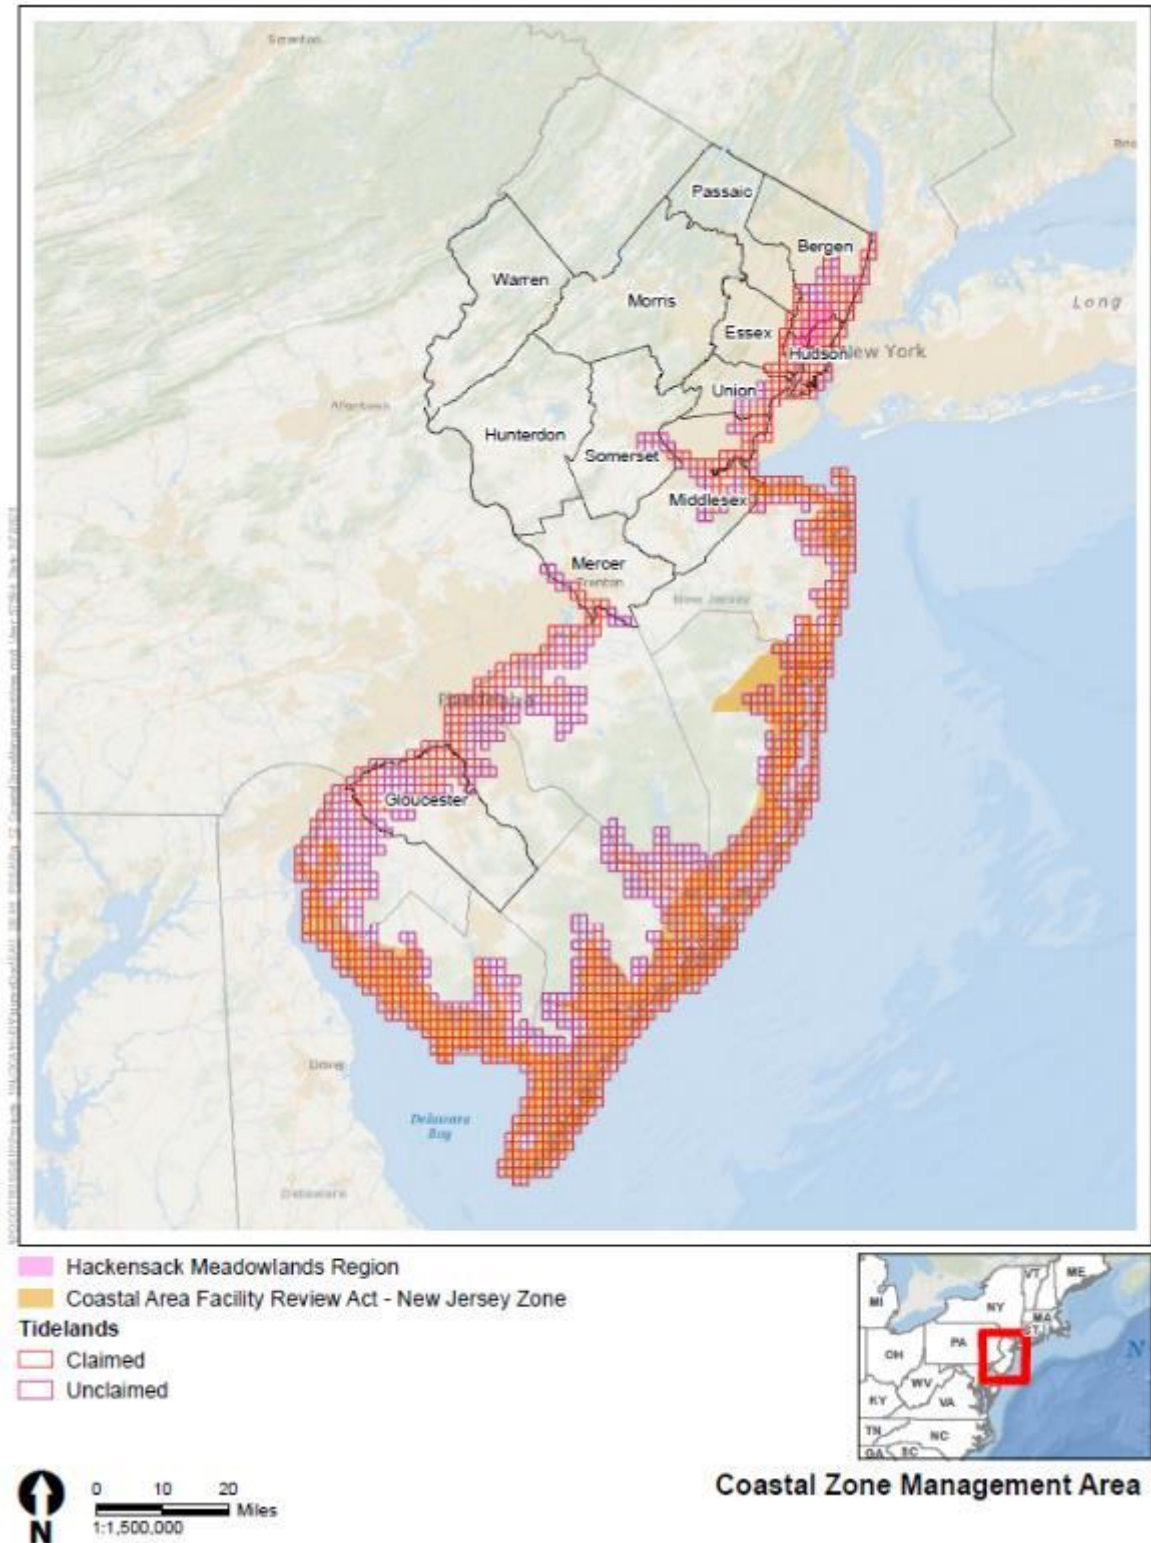 Scranton
Passaic
Bergen
Warren
Morris
Long
Essex
Hudson
New York
Union
Allentown
Hunterdon
Somerset
Middlesex
Mercer
Trenton
New Jersey
Gloucester
Dover
Delaware
Bay
Delaware
Hackensack Meadowlands Region
Coastal Area Facility Review Act - New Jersey Zone
Tidelands
Claimed
Unclaimed
VT
ME
MI
NY
MA
CT
PA
OH
N
WV
KY
VA
TN
NC
GA
SC
Coastal Zone Management Area
0 10 20
Miles
1:1,500,000
N